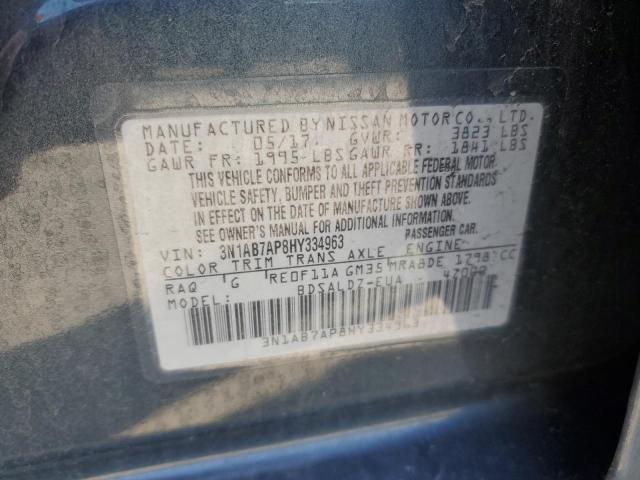 MANUFACTURED BY NISSAN MOTOR CO., LTD.
DATE: 05/17 GVWR: 3823 LBS
GAWR FR: 1995 LBS GAWR RR: 1841 LBS
THIS VEHICLE CONFORMS TO ALL APPLICABLE FEDERAL MOTOR
VEHICLE SAFETY, BUMPER AND THEFT PREVENTION STANDARDS
IN EFFECT ON THE DATE OF MANUFACTURE SHOWN ABOVE.
SEE OWNER'S MANUAL FOR ADDITIONAL INFORMATION.
VIN: 3N1AB7AP8HY334963 PASSENGER CAR.
COLOR TRIM TRANS AXLE ENGINE
RAQ G RE0F11A GM35 MRA8DE 1798 CC
MODEL: BDSALDZ-EUA
3N1AB7AP8HY334963